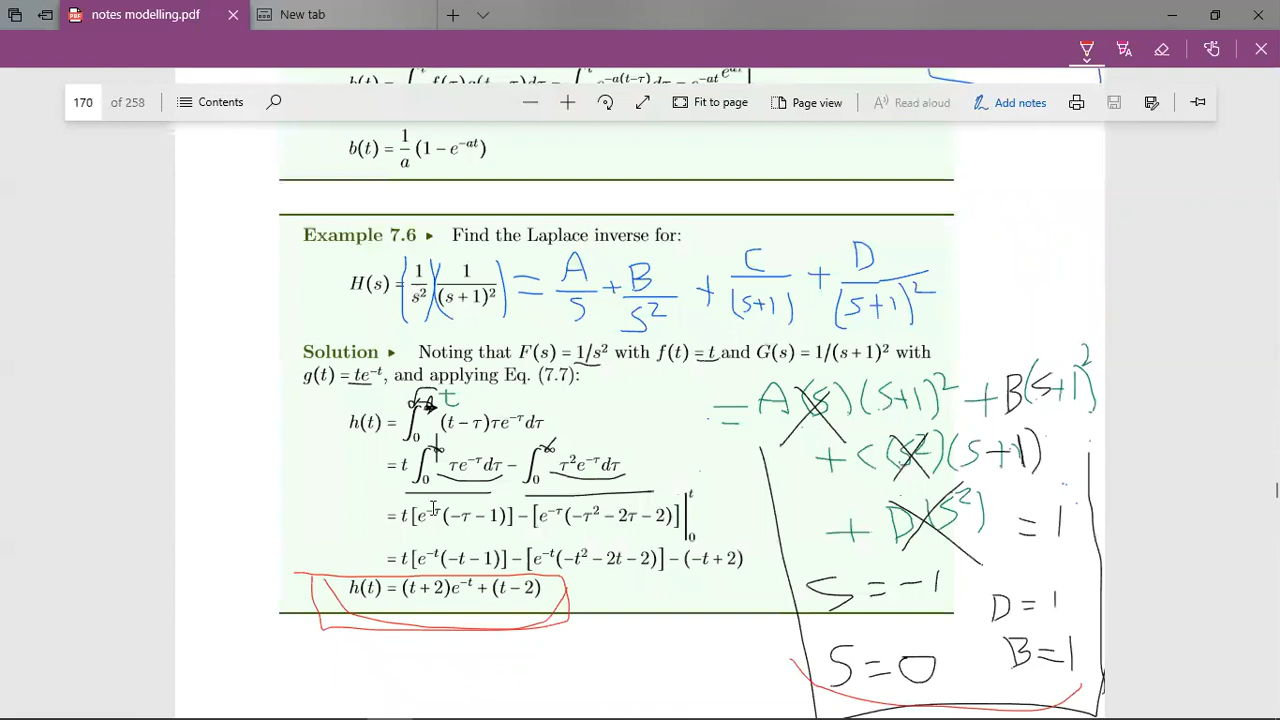 notes modelling.pdf
New tab
170 of 258
Contents
Fit to page
Page view
Read aloud
Add notes
b(t) = 1/a (1 − e^{−at})
Example 7.6 ▸ Find the Laplace inverse for:
H(s) = (1/s²)(1/(s + 1)²) = A/s + B/s² + C/(s+1) + D/(s+1)²
Solution ▸ Noting that F(s) = 1/s² with f(t) = t and G(s) = 1/(s + 1)² with
g(t) = te^{−t}, and applying Eq. (7.7):
= A(s)(s+1)² + B(s+1)²
h(t) = ∫₀^t (t − τ)τe^{−τ}dτ
+ C(s²)(s+1)
= t ∫₀^t τe^{−τ}dτ − ∫₀ τ²e^{−τ}dτ
+ D(s²) = 1
= t[e^{−τ}(−τ − 1)] − [e^{−τ}(−τ² − 2τ − 2)]|₀^t
= t[e^{−t}(−t − 1)] − [e^{−t}(−t² − 2t − 2)] − (−t + 2)
h(t) = (t + 2)e^{−t} + (t − 2)
S = −1
D = 1
S = 0
B = 1